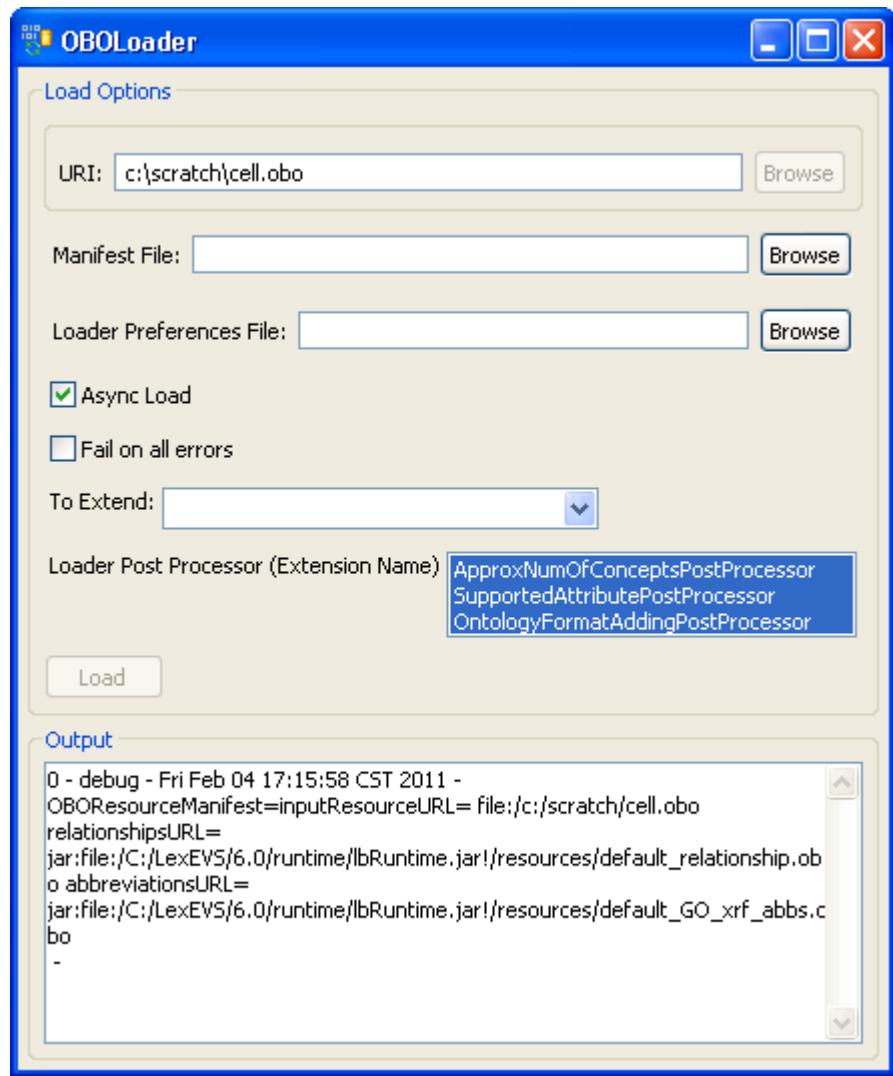 OBOLoader
Load Options
URI: c:\scratch\cell.obo Browse
Manifest File: Browse
Loader Preferences File: Browse
Async Load
Fail on all errors
To Extend:
Loader Post Processor (Extension Name) ApproxNumOfConceptsPostProcessor
SupportedAttributePostProcessor
OntologyFormatAddingPostProcessor
Load
Output
0 - debug - Fri Feb 04 17:15:58 CST 2011 -
OBOResourceManifest=inputResourceURL= file:/c:/scratch/cell.obo
relationshipsURL=
jar:file:/C:/LexEVS/6.0/runtime/lbRuntime.jar!/resources/default_relationship.ob
o abbreviationsURL=
jar:file:/C:/LexEVS/6.0/runtime/lbRuntime.jar!/resources/default_GO_xrf_abbs.o
bo
-